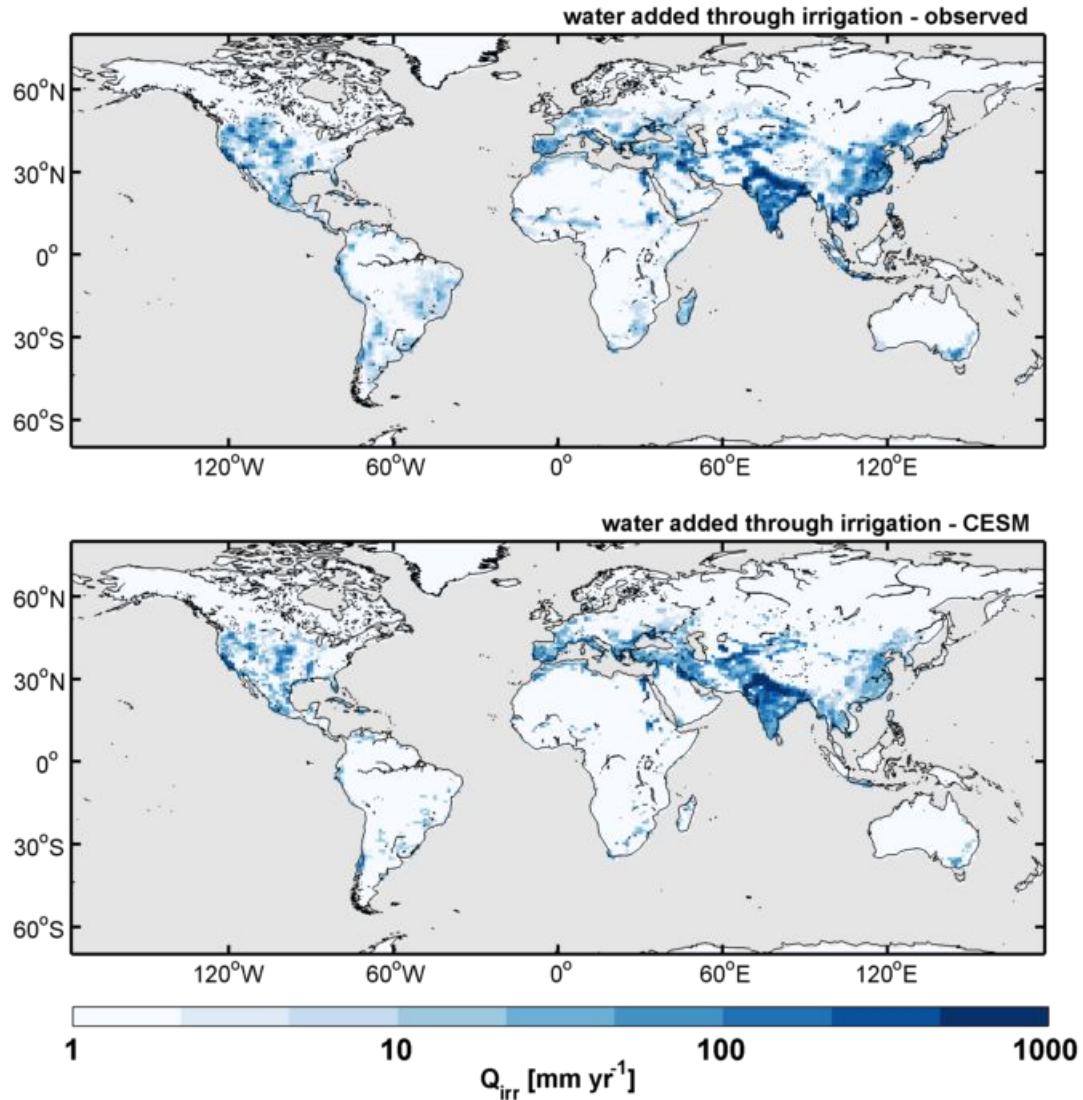 water added through irrigation - observed
60°N
30°N
0°
30°S
60°S
120°W 60°W 0° 60°E 120°E
water added through irrigation - CESM
60°N
30°N
0°
30°S
60°S
120°W 60°W 0° 60°E 120°E
1 10 100 1000
Q_irr [mm yr⁻¹]